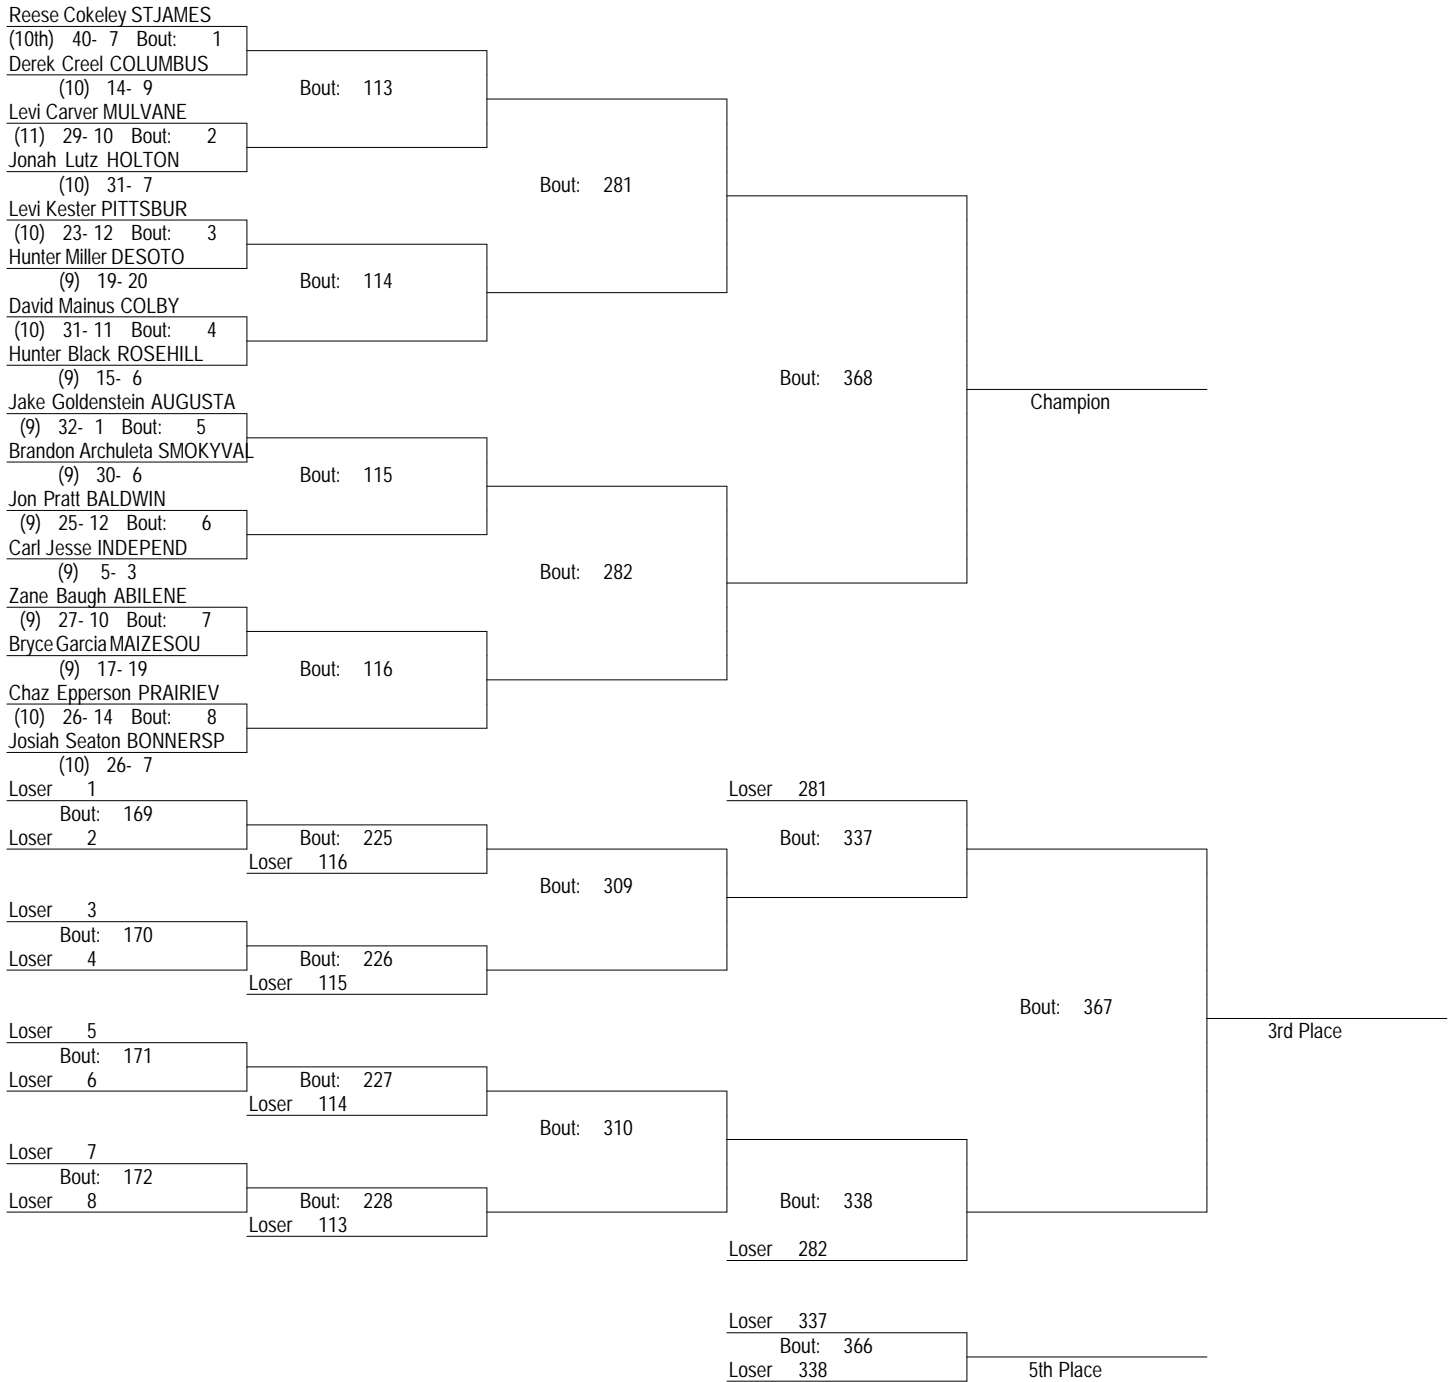 Reese Cokeley STJAMES
(10th) 40- 7 Bout: 1
Derek Creel COLUMBUS
(10) 14- 9 Bout: 113
Levi Carver MULVANE
(11) 29- 10 Bout: 2
Jonah Lutz HOLTON
(10) 31- 7 Bout: 281
Levi Kester PITTSBUR
(10) 23- 12 Bout: 3
Hunter Miller DESOTO
(9) 19- 20 Bout: 114
David Mainus COLBY
(10) 31- 11 Bout: 4
Hunter Black ROSEHILL
(9) 15- 6 Bout: 368
Jake Goldenstein AUGUSTA Champion
(9) 32- 1 Bout: 5
Brandon Archuleta SMOKYVAL
(9) 30- 6 Bout: 115
Jon Pratt BALDWIN
(9) 25- 12 Bout: 6
Carl Jesse INDEPEND
(9) 5- 3 Bout: 282
Zane Baugh ABILENE
(9) 27- 10 Bout: 7
Bryce Garcia MAIZESOU
(9) 17- 19 Bout: 116
Chaz Epperson PRAIRIEV
(10) 26- 14 Bout: 8
Josiah Seaton BONNERSP
(10) 26- 7
Loser 1 Loser 281
Bout: 169
Loser 2 Bout: 225 Bout: 337
Loser 116
Bout: 309
Loser 3
Bout: 170
Loser 4 Bout: 226
Loser 115
Bout: 367
Loser 5 3rd Place
Bout: 171
Loser 6 Bout: 227
Loser 114
Bout: 310
Loser 7
Bout: 172
Loser 8 Bout: 228 Bout: 338
Loser 113
Loser 282
Loser 337
Bout: 366
Loser 338 5th Place